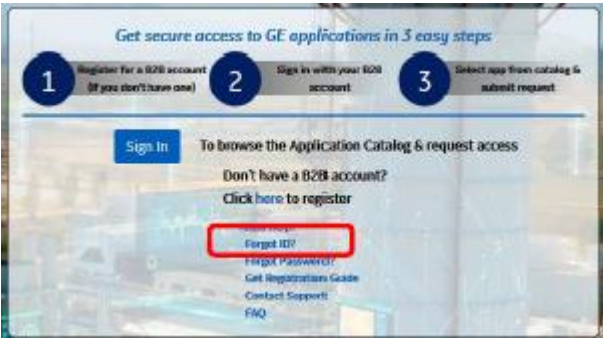 Get secure access to GE applications in 3 easy steps
1
Register for a B2B account
(if you don't have one)
2
Sign in with your B2B
account
3
Select app from catalog &
submit request
Sign In
To browse the Application Catalog & request access
Don't have a B2B account?
Click here to register
Need Help?
Forgot ID?
Forgot Password?
Get Registration Guide
Contact Support
FAQ